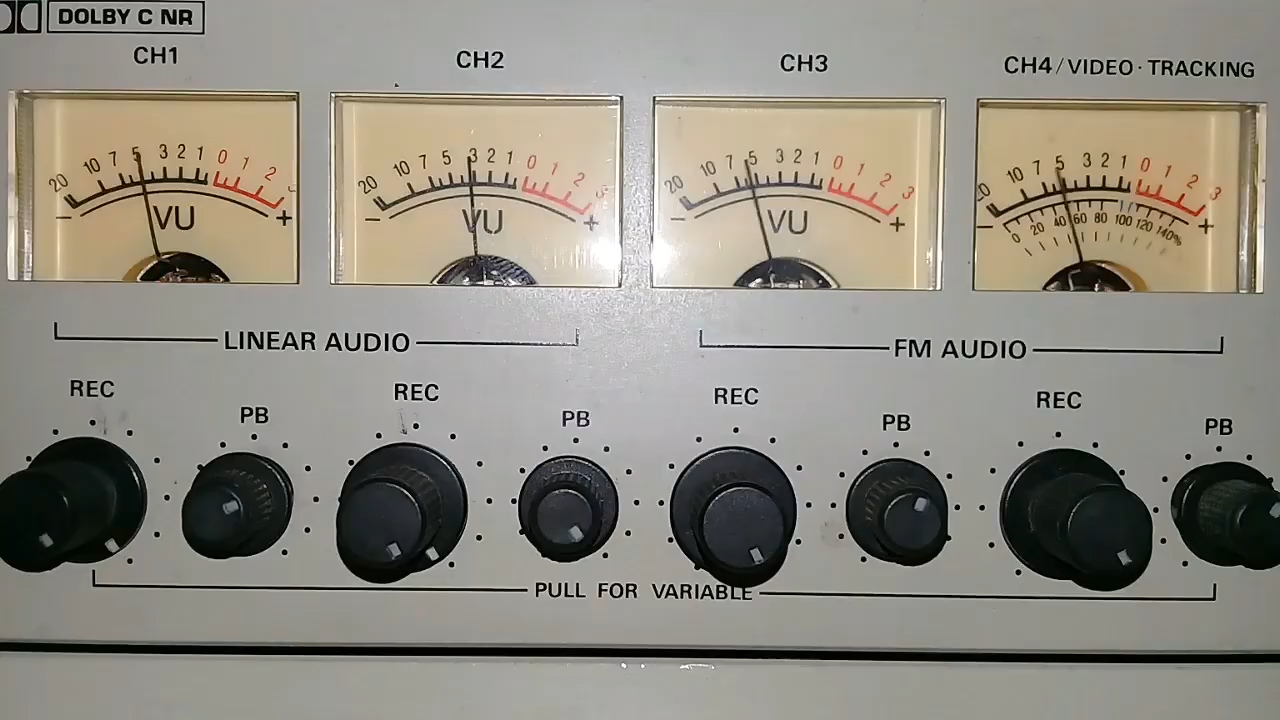 DOLBY C NR
CH1 CH2 CH3 CH4/VIDEO·TRACKING
20 10 7 5 3 2 1 0 1 2
- VU +
20 10 7 5 3 2 1 0 1 2 3
- VU +
20 10 7 5 3 2 1 0 1 2 3
- VU +
10 7 5 3 2 1 0 1 2 3
- +
0 20 40 60 80 100 120 140%
LINEAR AUDIO FM AUDIO
REC PB REC PB REC PB REC PB
PULL FOR VARIABLE